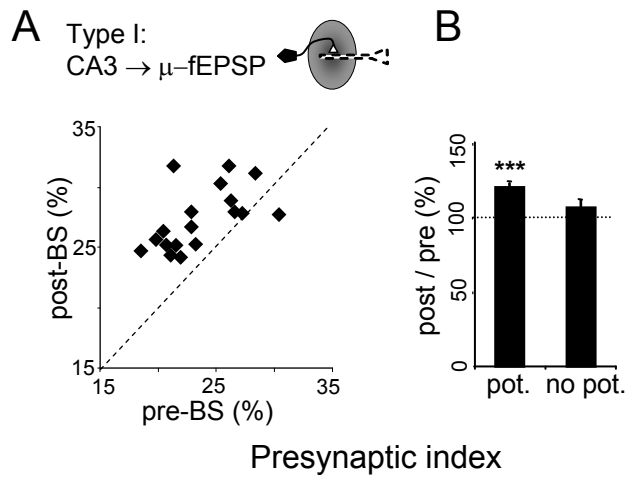 A
Type I:
CA3 → μ–fEPSP
35
25
15
post-BS (%)
15 25 35
pre-BS (%)
B
150
100
50
0
post / pre (%)
***
pot. no pot.
Presynaptic index